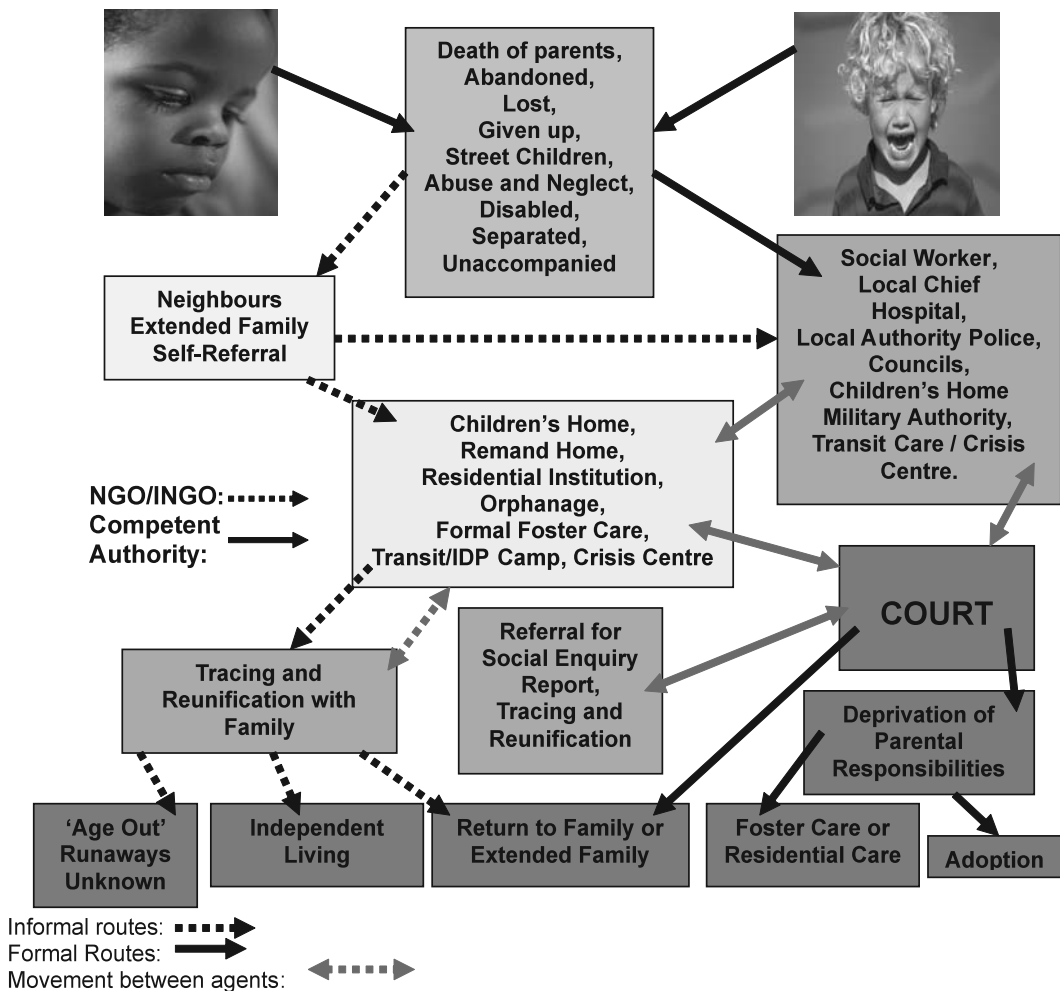 Death of parents,
Abandoned,
Lost,
Given up,
Street Children,
Abuse and Neglect,
Disabled,
Separated,
Unaccompanied
Social Worker,
Local Chief
Hospital,
Local Authority Police,
Councils,
Children's Home
Military Authority,
Transit Care / Crisis
Centre.
Neighbours
Extended Family
Self-Referral
Children's Home,
Remand Home,
Residential Institution,
Orphanage,
Formal Foster Care,
Transit/IDP Camp, Crisis Centre
NGO/INGO:
Competent
Authority:
COURT
Referral for
Social Enquiry
Report,
Tracing and
Reunification
Tracing and
Reunification with
Family
Deprivation of
Parental
Responsibilities
'Age Out'
Runaways
Unknown
Independent
Living
Return to Family or
Extended Family
Foster Care or
Residential Care
Adoption
Informal routes:
Formal Routes:
Movement between agents: